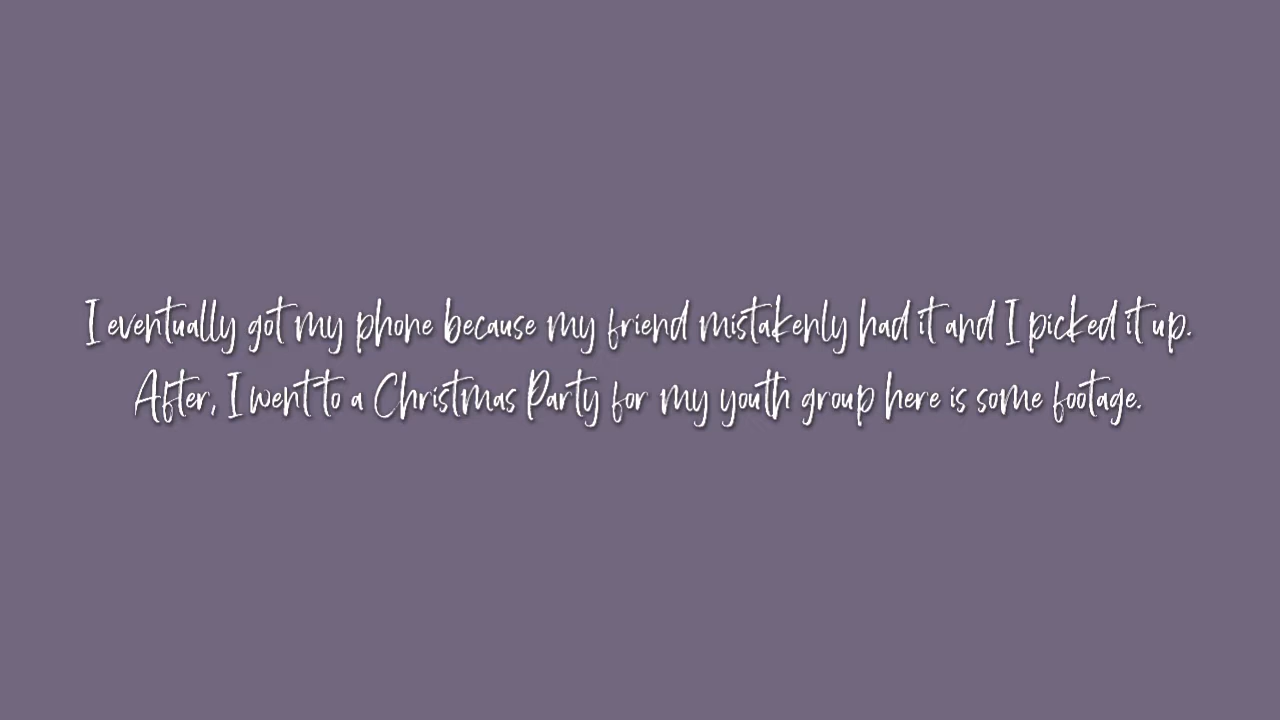 I eventually got my phone because my friend mistakenly had it and I picked it up.
After, I went to a Christmas Party for my youth group here is some footage.